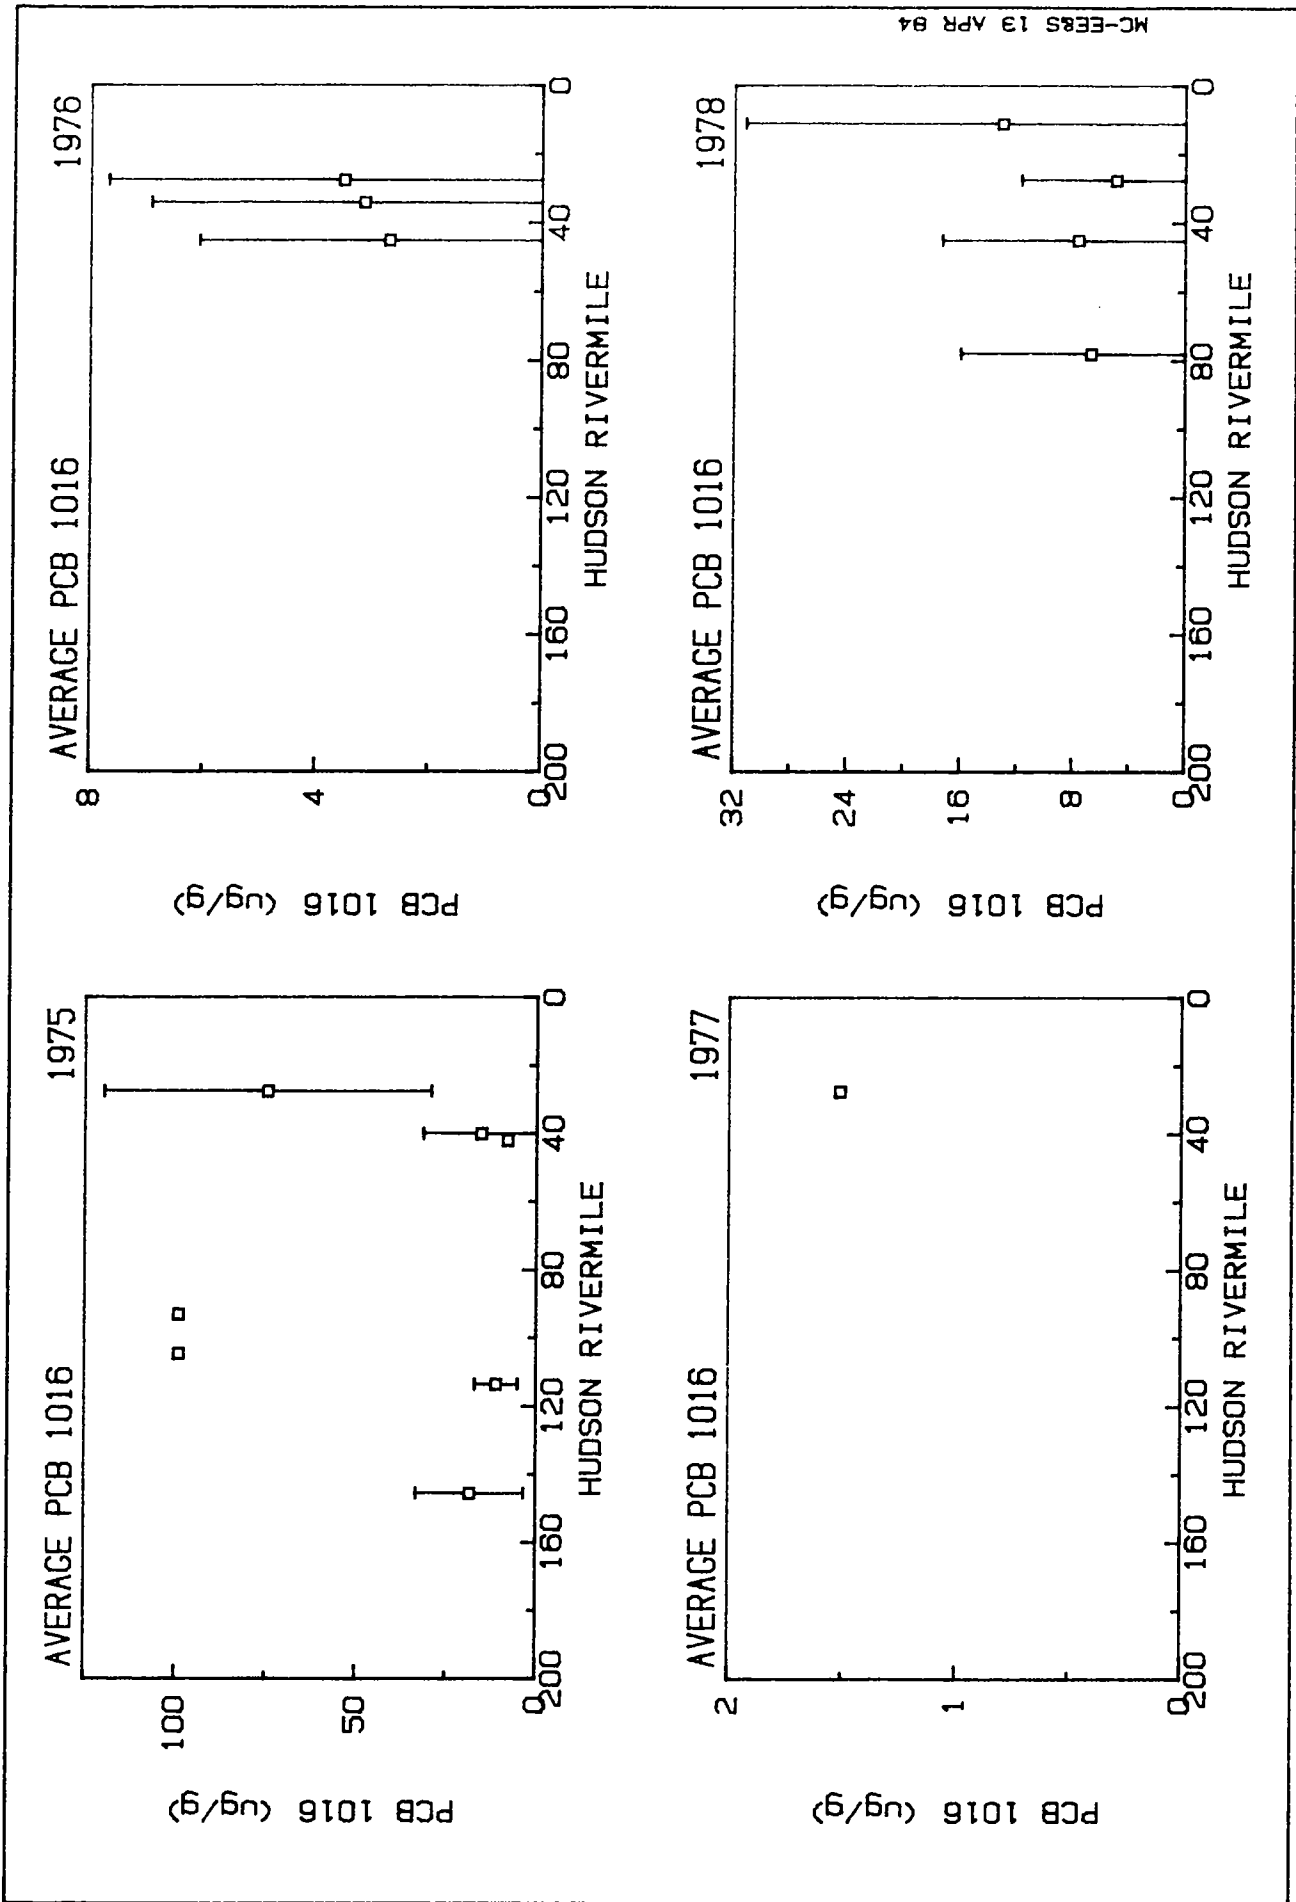 AVERAGE PCB 1016 1975
PCB 1016 (ug/g)
100
50
0
200 160 120 80 40 0
HUDSON RIVERMILE
AVERAGE PCB 1016 1976
PCB 1016 (ug/g)
8
4
0
200 160 120 80 40 0
HUDSON RIVERMILE
AVERAGE PCB 1016 1977
PCB 1016 (ug/g)
2
1
0
200 160 120 80 40 0
HUDSON RIVERMILE
AVERAGE PCB 1016 1978
PCB 1016 (ug/g)
32
24
16
8
0
200 160 120 80 40 0
HUDSON RIVERMILE
MC-EE&S 13 APR 84